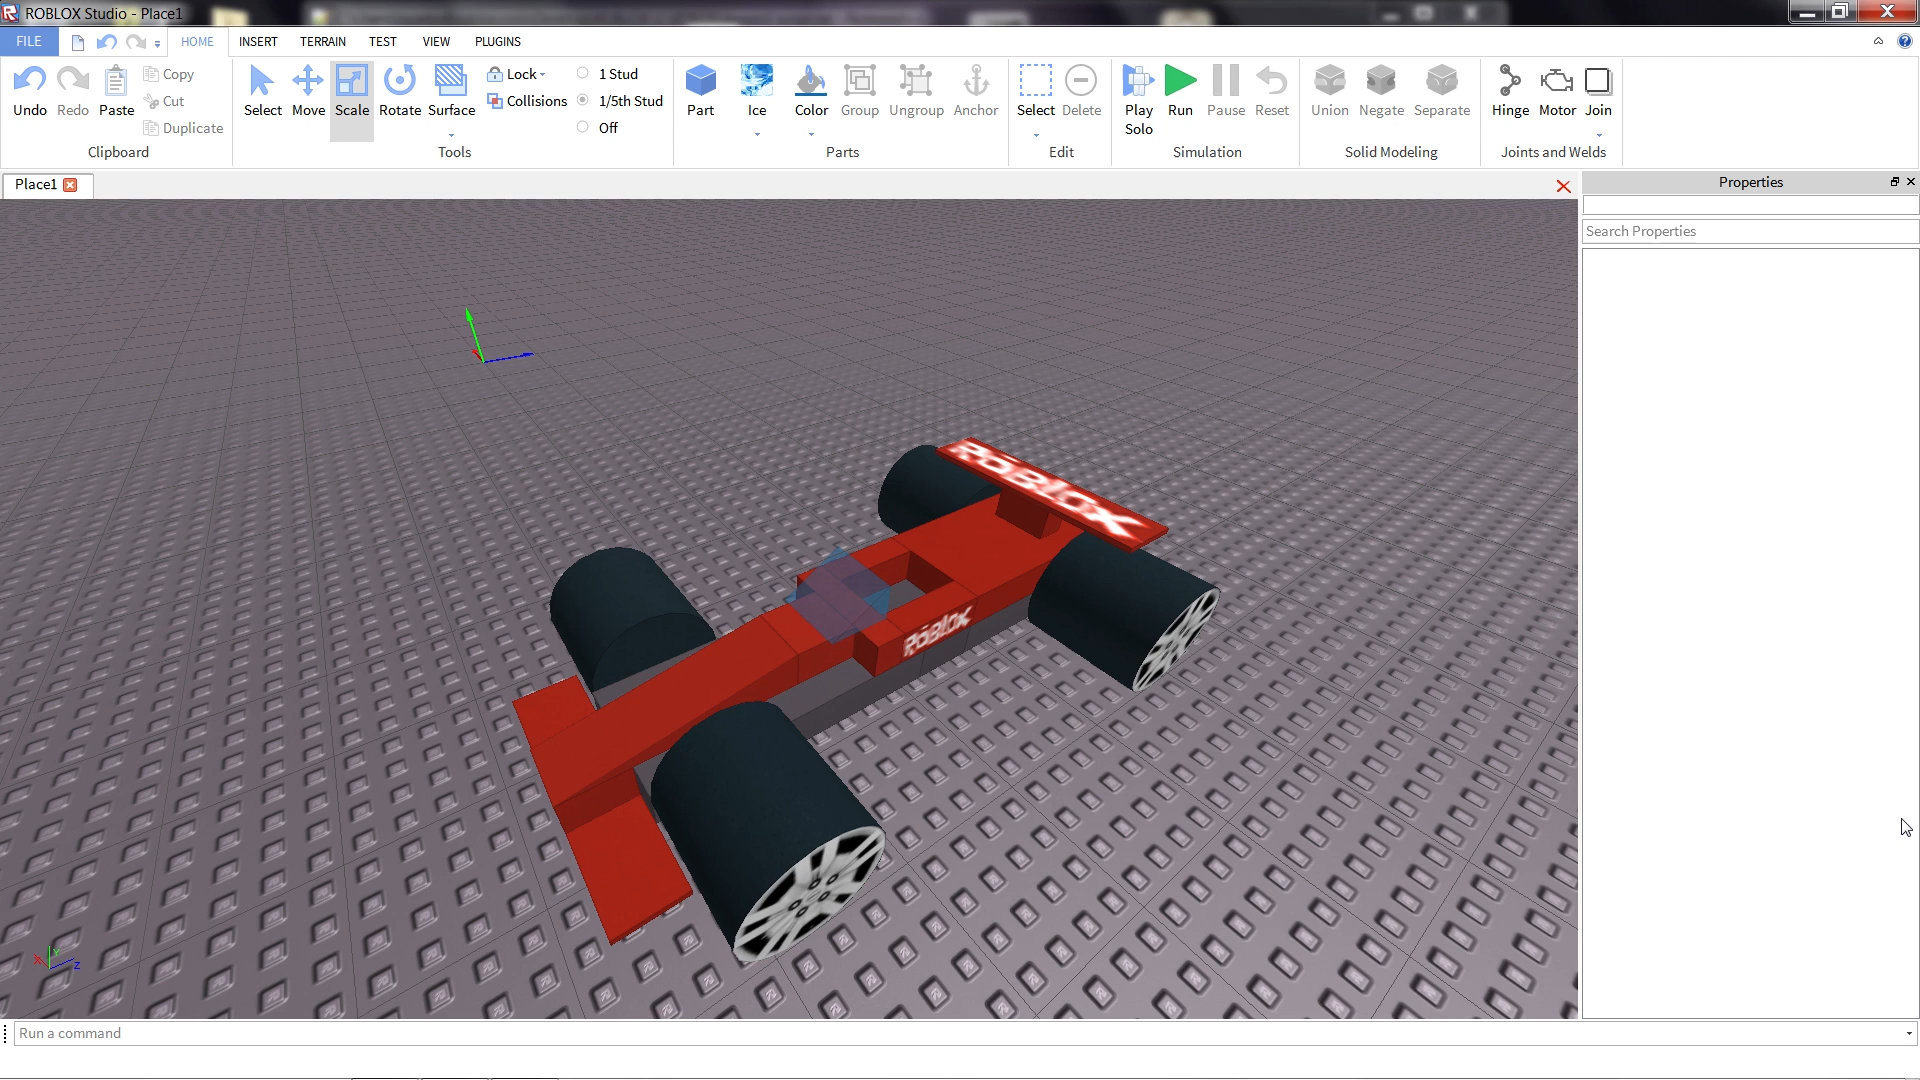 ROBLOX Studio - Place1
FILE HOME INSERT TERRAIN TEST VIEW PLUGINS
Undo Redo Paste Copy Cut Duplicate
Clipboard
Select Move Scale Rotate Surface Lock Collisions 1 Stud 1/5th Stud Off
Tools
Part Ice Color Group Ungroup Anchor
Parts
Select Delete
Edit
Play Solo Run Pause Reset
Simulation
Union Negate Separate
Solid Modeling
Hinge Motor Join
Joints and Welds
Place1
Properties
Search Properties
ROBLOX
ROBLOX
X Y Z
Run a command